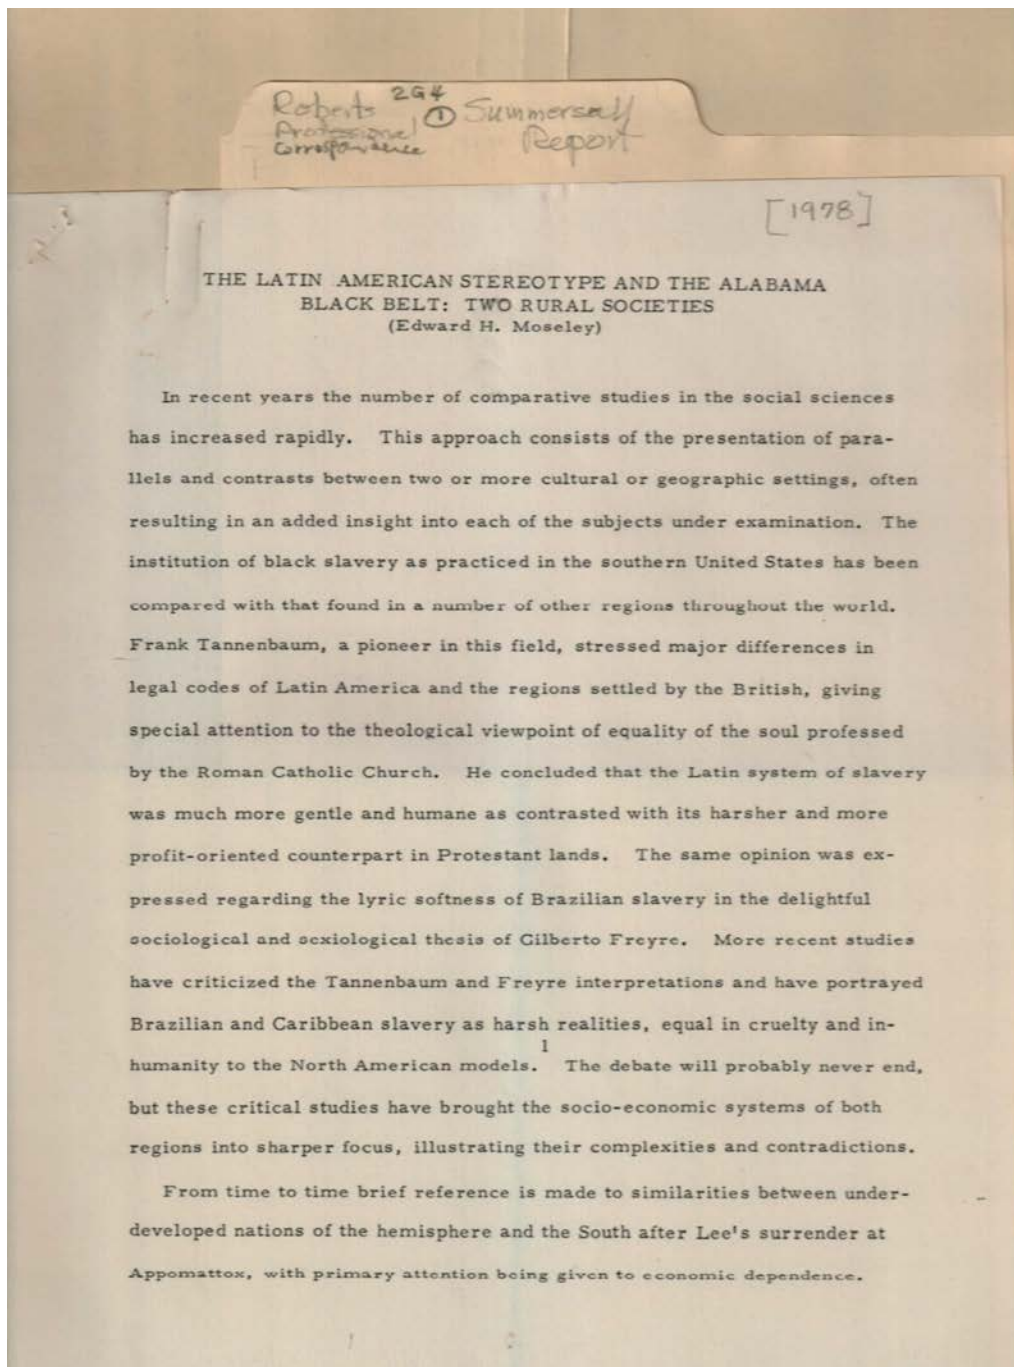 Roberts 2G4 ① Summersell
Professional Report
Correspondence
[1978]
THE LATIN AMERICAN STEREOTYPE AND THE ALABAMA
BLACK BELT: TWO RURAL SOCIETIES
(Edward H. Moseley)
In recent years the number of comparative studies in the social sciences
has increased rapidly. This approach consists of the presentation of para-
llels and contrasts between two or more cultural or geographic settings, often
resulting in an added insight into each of the subjects under examination. The
institution of black slavery as practiced in the southern United States has been
compared with that found in a number of other regions throughout the world.
Frank Tannenbaum, a pioneer in this field, stressed major differences in
legal codes of Latin America and the regions settled by the British, giving
special attention to the theological viewpoint of equality of the soul professed
by the Roman Catholic Church. He concluded that the Latin system of slavery
was much more gentle and humane as contrasted with its harsher and more
profit-oriented counterpart in Protestant lands. The same opinion was ex-
pressed regarding the lyric softness of Brazilian slavery in the delightful
sociological and sexiological thesis of Gilberto Freyre. More recent studies
have criticized the Tannenbaum and Freyre interpretations and have portrayed
Brazilian and Caribbean slavery as harsh realities, equal in cruelty and in-
humanity to the North American models.1 The debate will probably never end,
but these critical studies have brought the socio-economic systems of both
regions into sharper focus, illustrating their complexities and contradictions.
From time to time brief reference is made to similarities between under-
developed nations of the hemisphere and the South after Lee's surrender at
Appomattox, with primary attention being given to economic dependence.